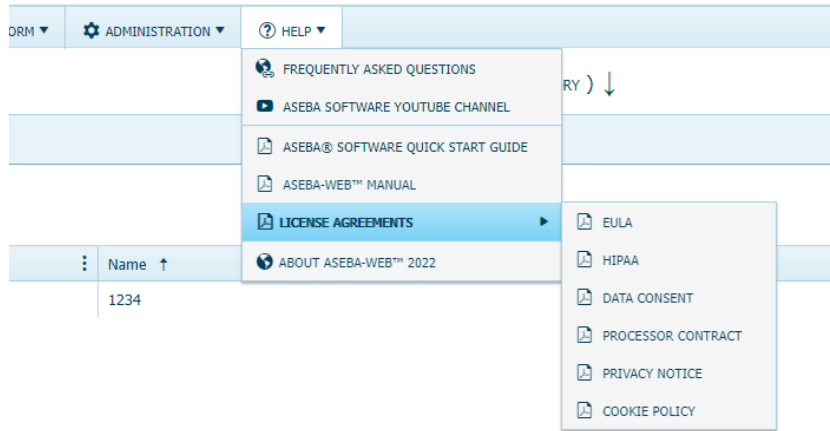 ORM ▼ ADMINISTRATION ▼ HELP ▼
FREQUENTLY ASKED QUESTIONS
RY ) ↓
ASEBA SOFTWARE YOUTUBE CHANNEL
ASEBA® SOFTWARE QUICK START GUIDE
ASEBA-WEB™ MANUAL
LICENSE AGREEMENTS
EULA
Name ↑
ABOUT ASEBA-WEB™ 2022
HIPAA
1234
DATA CONSENT
PROCESSOR CONTRACT
PRIVACY NOTICE
COOKIE POLICY